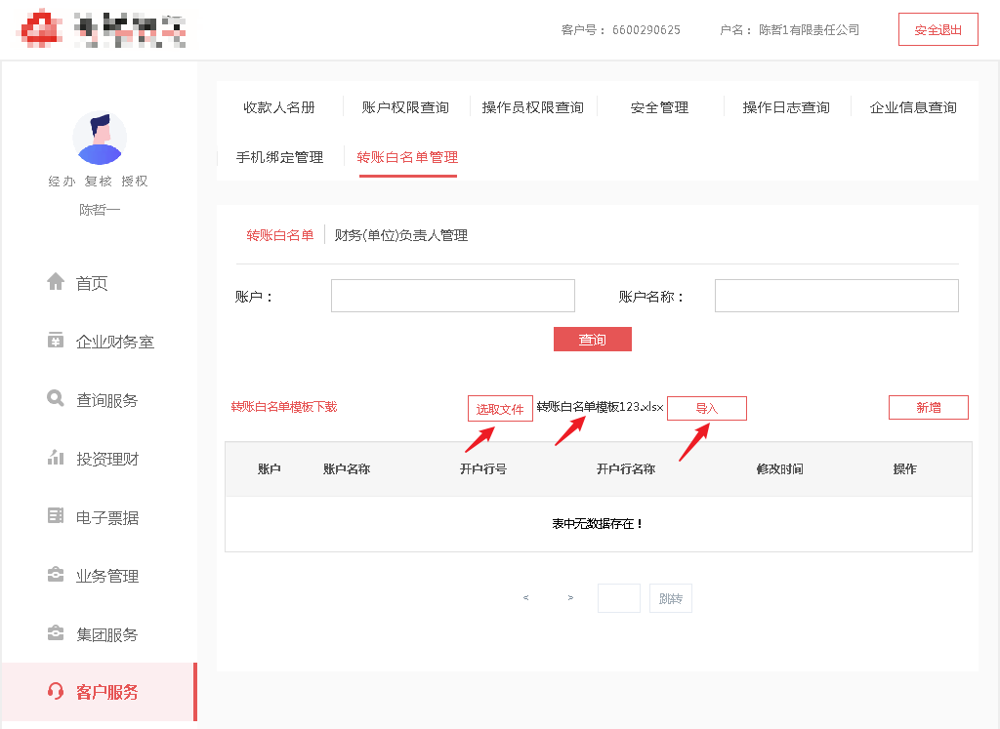 客户号： 6600290625 户名： 陈哲1有限责任公司 安全退出
收款人名册 账户权限查询 操作员权限查询 安全管理 操作日志查询 企业信息查询
手机绑定管理 转账白名单管理
经办 复核 授权
陈哲一
首页
企业财务室
查询服务
投资理财
电子票据
业务管理
集团服务
客户服务
转账白名单 财务(单位)负责人管理
账户： 账户名称：
查询
转账白名单模板下载 选取文件 转账白名单模板123.xlsx 导入 新增
账户 账户名称 开户行号 开户行名称 修改时间 操作
表中无数据存在！
< > 跳转